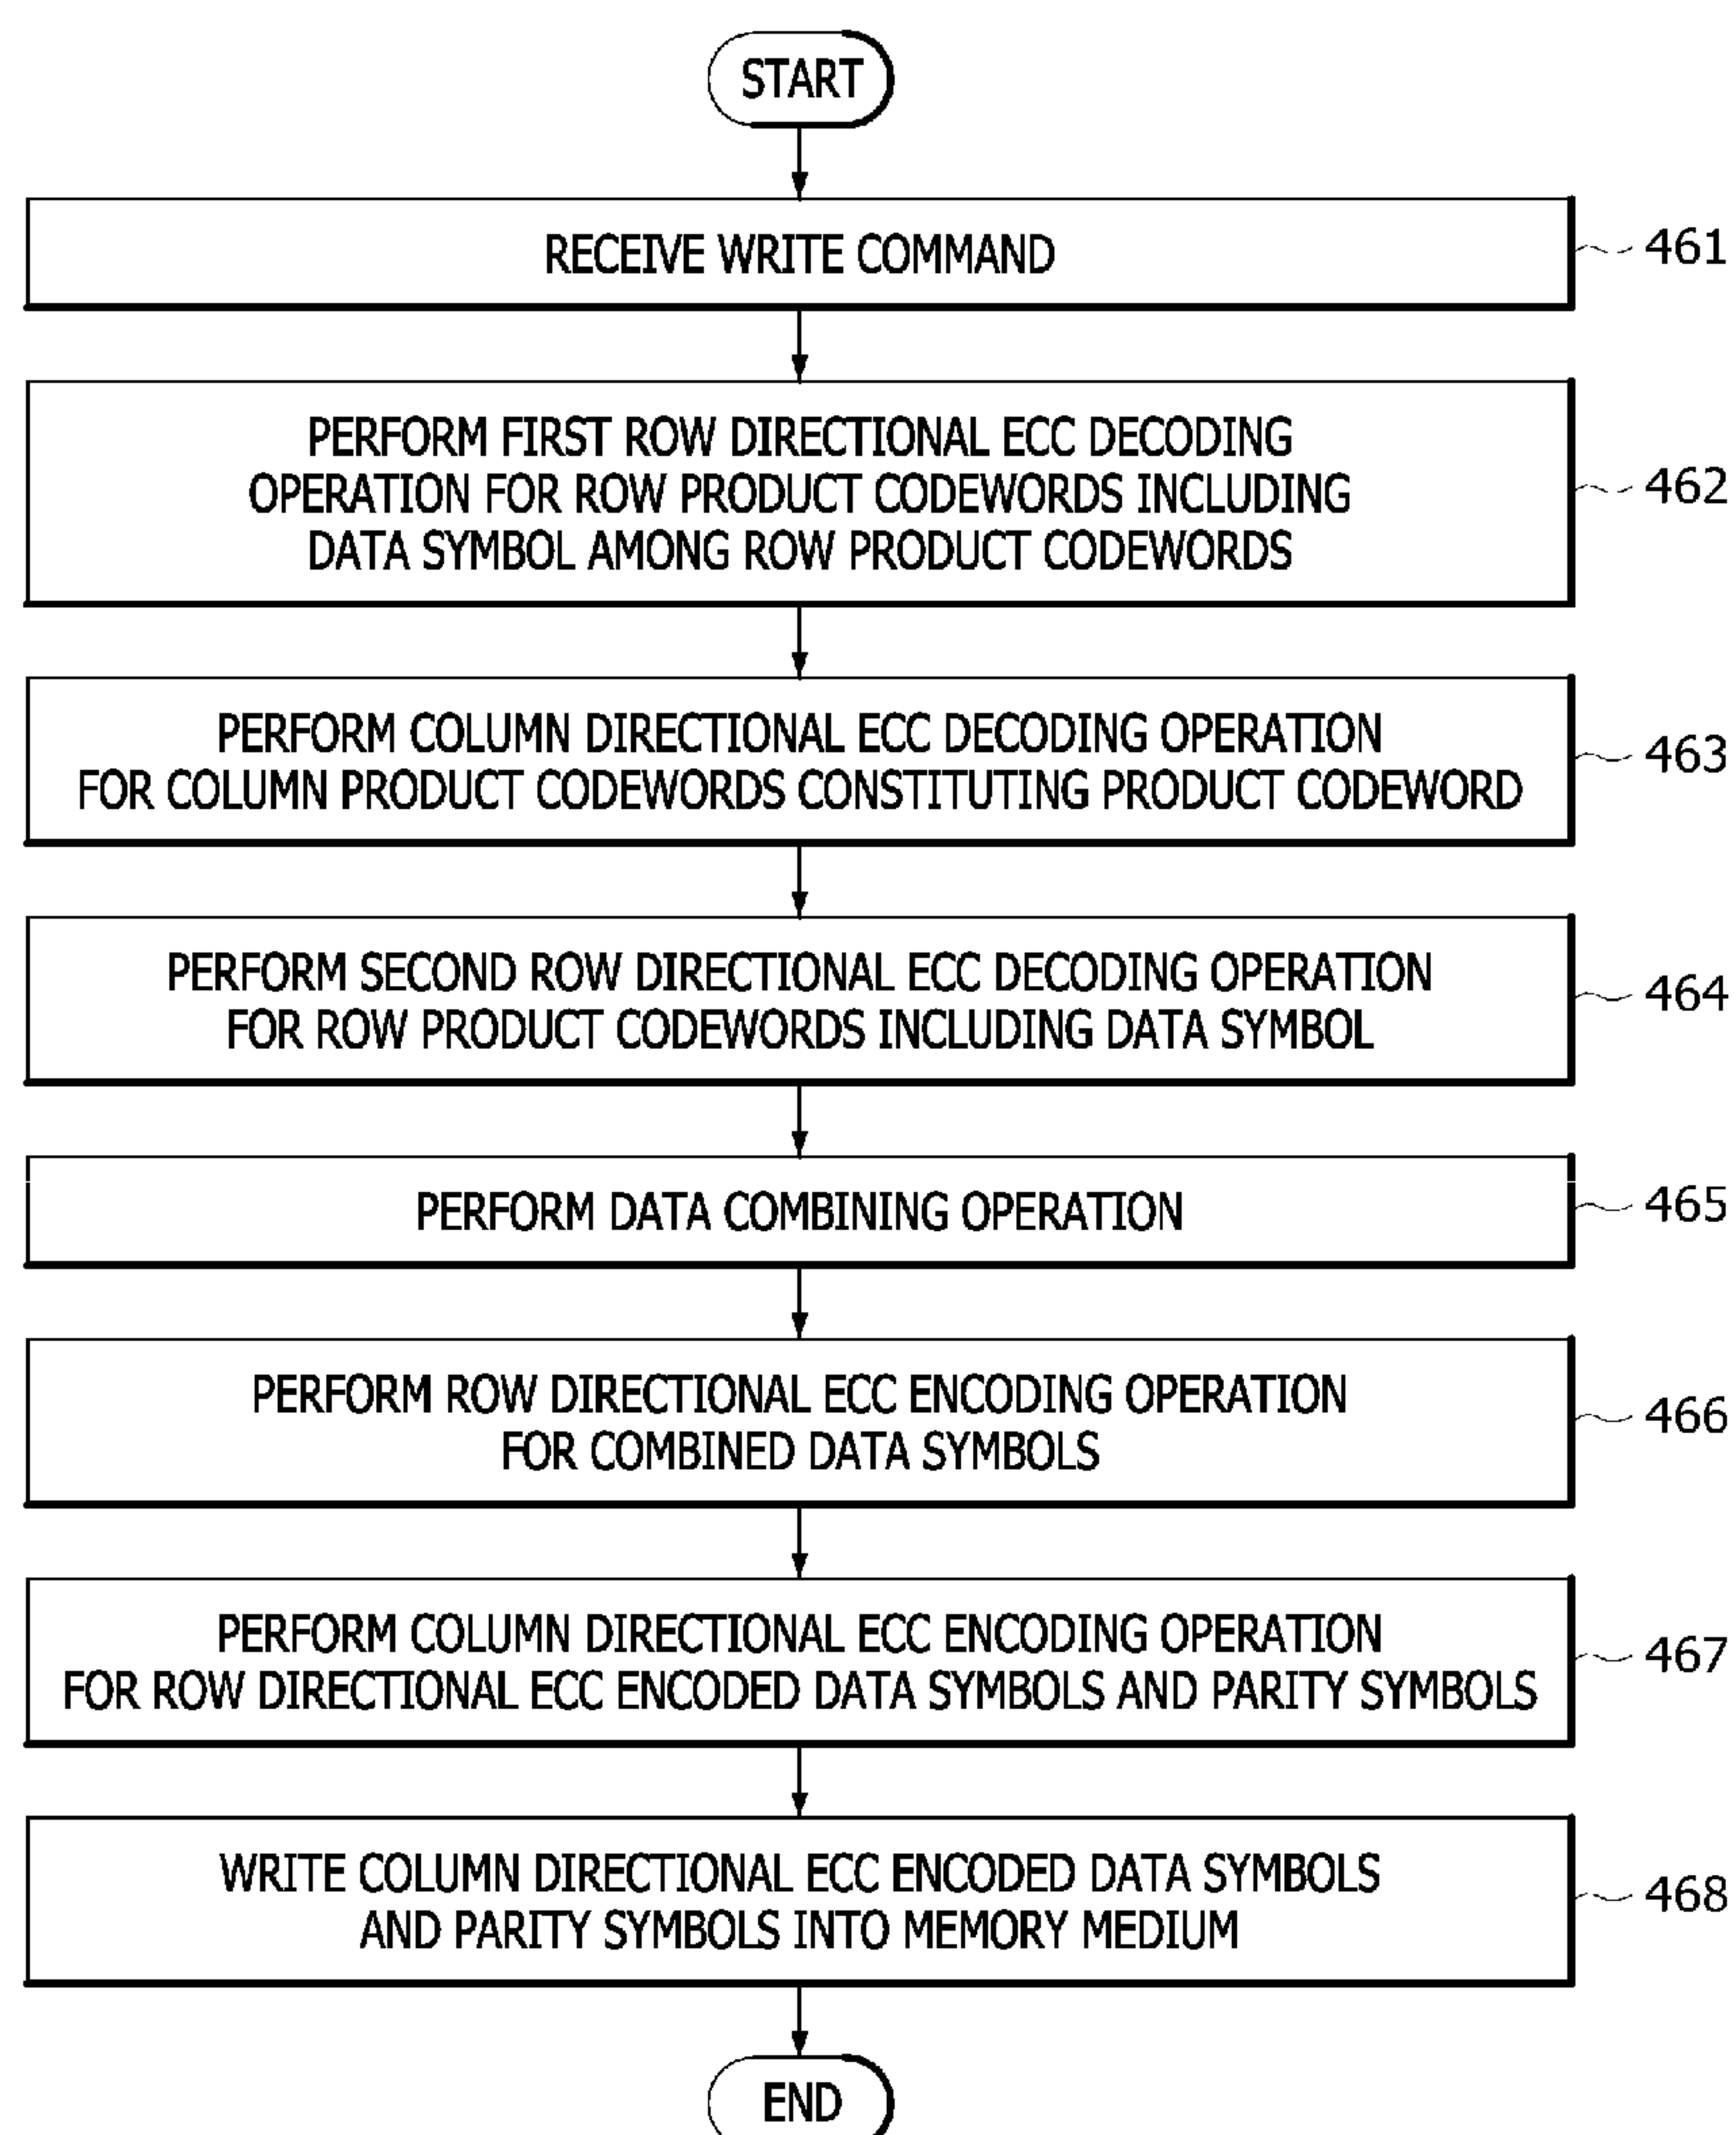 START
RECEIVE WRITE COMMAND
461
PERFORM FIRST ROW DIRECTIONAL ECC DECODING
OPERATION FOR ROW PRODUCT CODEWORDS INCLUDING
DATA SYMBOL AMONG ROW PRODUCT CODEWORDS
462
PERFORM COLUMN DIRECTIONAL ECC DECODING OPERATION
FOR COLUMN PRODUCT CODEWORDS CONSTITUTING PRODUCT CODEWORD
463
PERFORM SECOND ROW DIRECTIONAL ECC DECODING OPERATION
FOR ROW PRODUCT CODEWORDS INCLUDING DATA SYMBOL
464
PERFORM DATA COMBINING OPERATION
465
PERFORM ROW DIRECTIONAL ECC ENCODING OPERATION
FOR COMBINED DATA SYMBOLS
466
PERFORM COLUMN DIRECTIONAL ECC ENCODING OPERATION
FOR ROW DIRECTIONAL ECC ENCODED DATA SYMBOLS AND PARITY SYMBOLS
467
WRITE COLUMN DIRECTIONAL ECC ENCODED DATA SYMBOLS
AND PARITY SYMBOLS INTO MEMORY MEDIUM
468
END